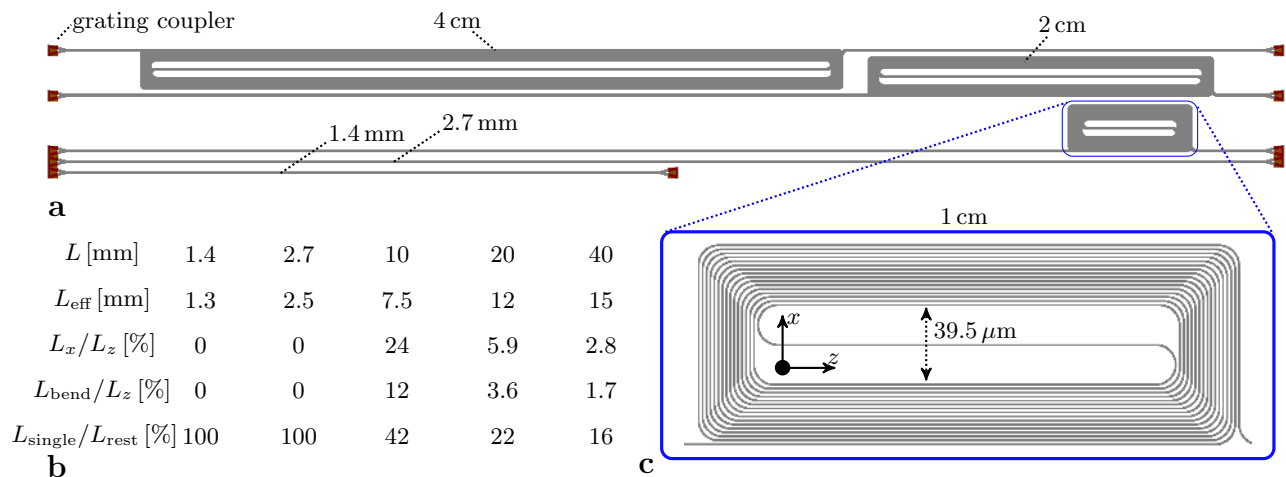 grating coupler
4 cm
2 cm
2.7 mm
1.4 mm
a
L [mm] 1.4 2.7 10 20 40
L_eff [mm] 1.3 2.5 7.5 12 15
L_x/L_z [%] 0 0 24 5.9 2.8
L_bend/L_z [%] 0 0 12 3.6 1.7
L_single/L_rest [%] 100 100 42 22 16
b
1 cm
x
39.5 μm
z
c